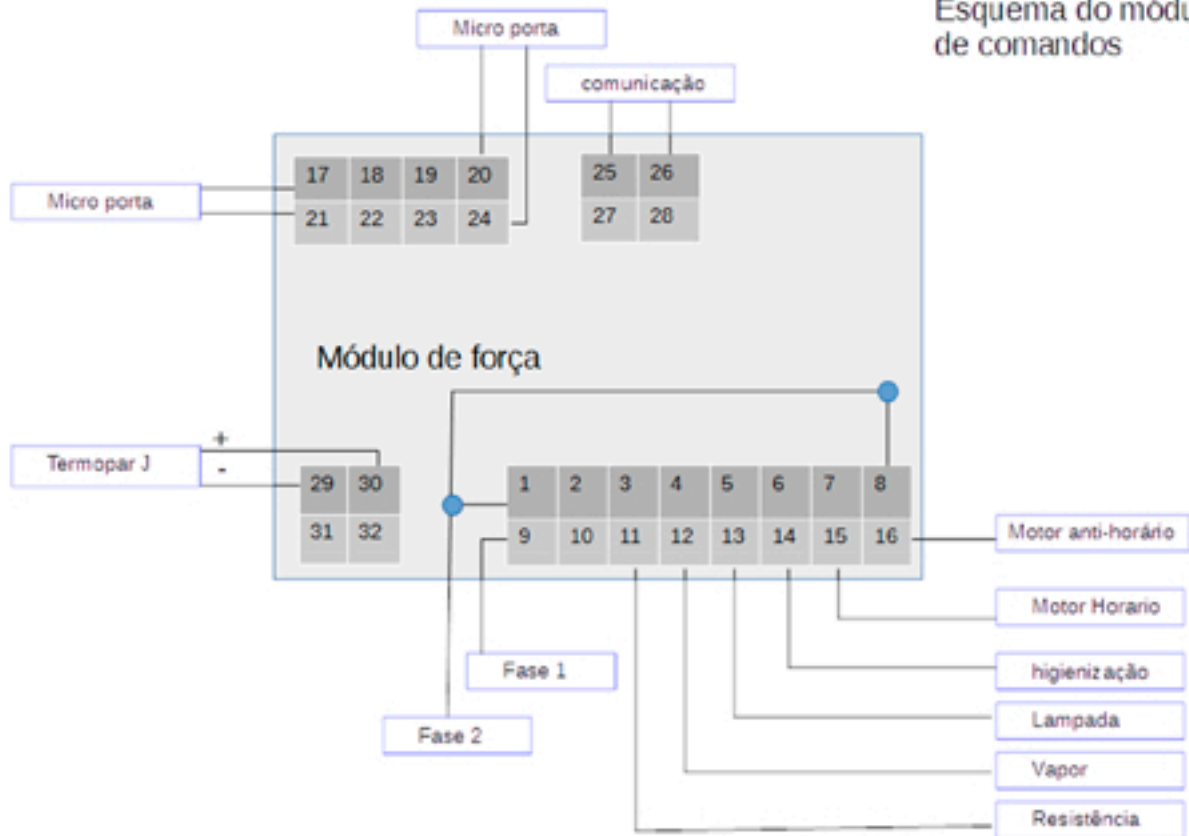 Esquema do módu
de comandos
Micro porta
comunicação
17 18 19 20
25 26
Micro porta
21 22 23 24
27 28
Módulo de força
+
Termopar J
-
29 30
1 2 3 4 5 6 7 8
31 32
9 10 11 12 13 14 15 16
Motor anti-horário
Motor Horario
Fase 1
higienização
Lampada
Fase 2
Vapor
Resistência